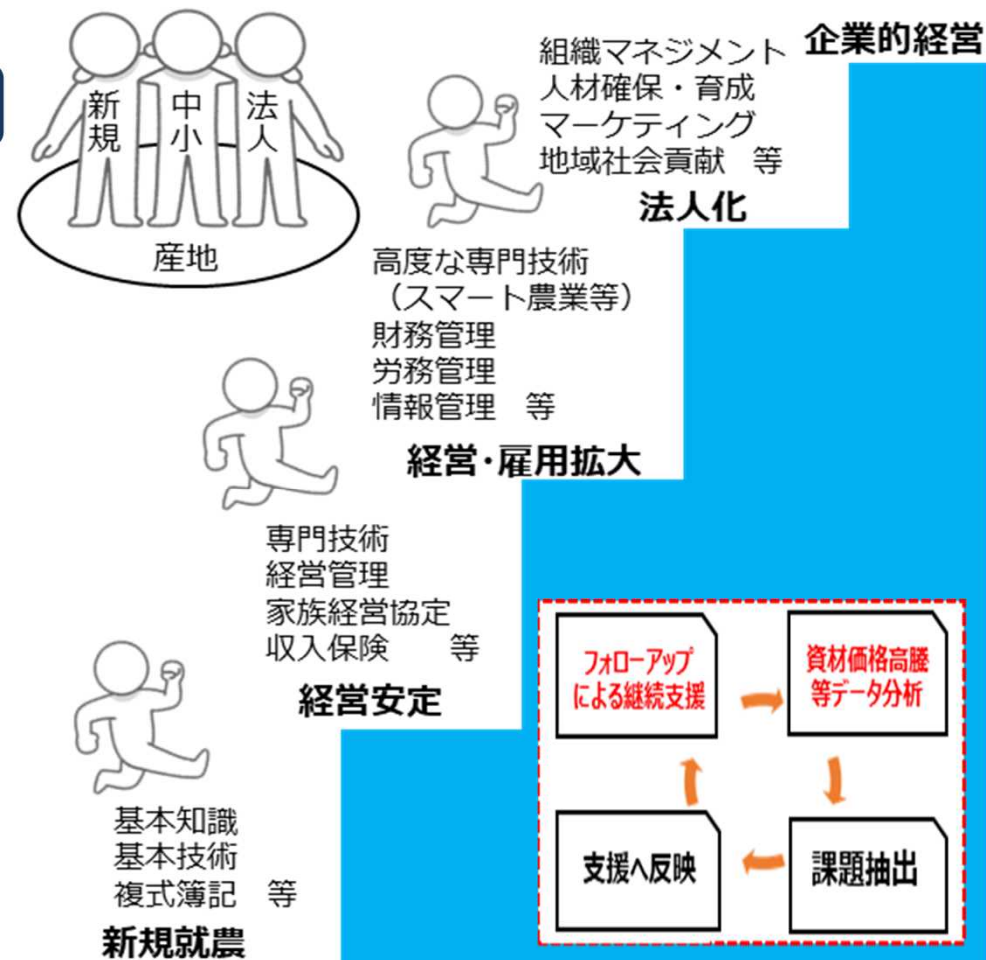 新規
中小
法人
産地
企業的経営
組織マネジメント
人材確保・育成
マーケティング
地域社会貢献　等
法人化
高度な専門技術
（スマート農業等）
財務管理
労務管理
情報管理　等
経営・雇用拡大
専門技術
経営管理
家族経営協定
収入保険　　等
経営安定
基本知識
基本技術
複式簿記　等
新規就農
フォローアップ
による継続支援
資材価格高騰
等データ分析
支援へ反映
課題抽出